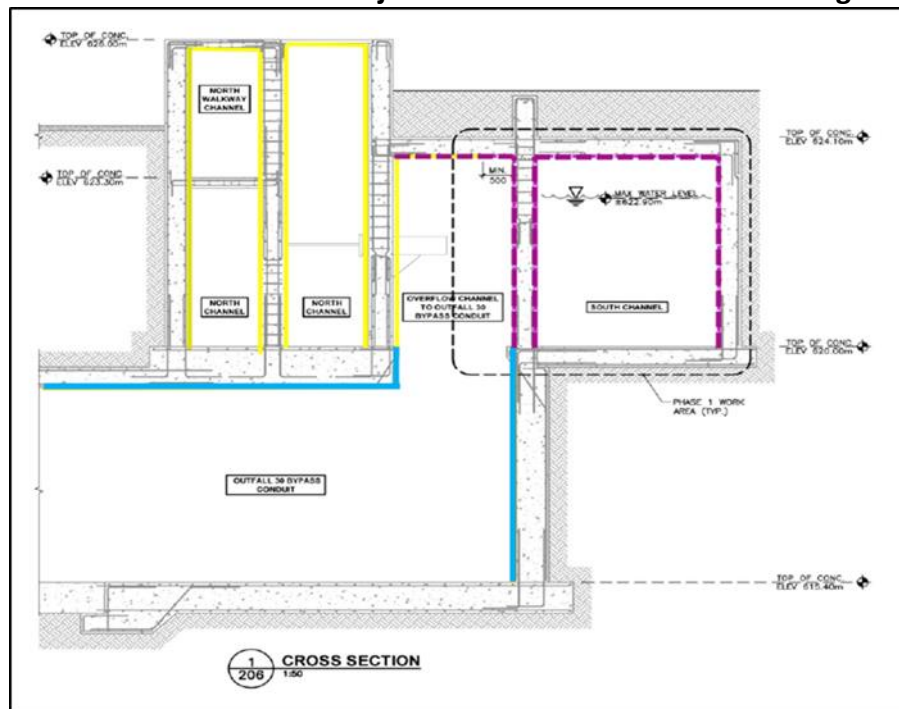 TOP OF CONC.
ELEV 626.00m
NORTH
WALKWAY
CHANNEL
TOP OF CONC.
ELEV 624.10m
TOP OF CONC.
ELEV 623.30m
MIN.
500
MAX WATER LEVEL
NORTH
CHANNEL
NORTH
CHANNEL
OVERFLOW CHANNEL
TO OUTFALL 30
BYPASS CONDUIT
SOUTH CHANNEL
TOP OF CONC.
ELEV 620.00m
PHASE 1 WORK
AREA (TYP.)
OUTFALL 30 BYPASS
CONDUIT
TOP OF CONC.
ELEV 615.40m
1
206
CROSS SECTION
1:50